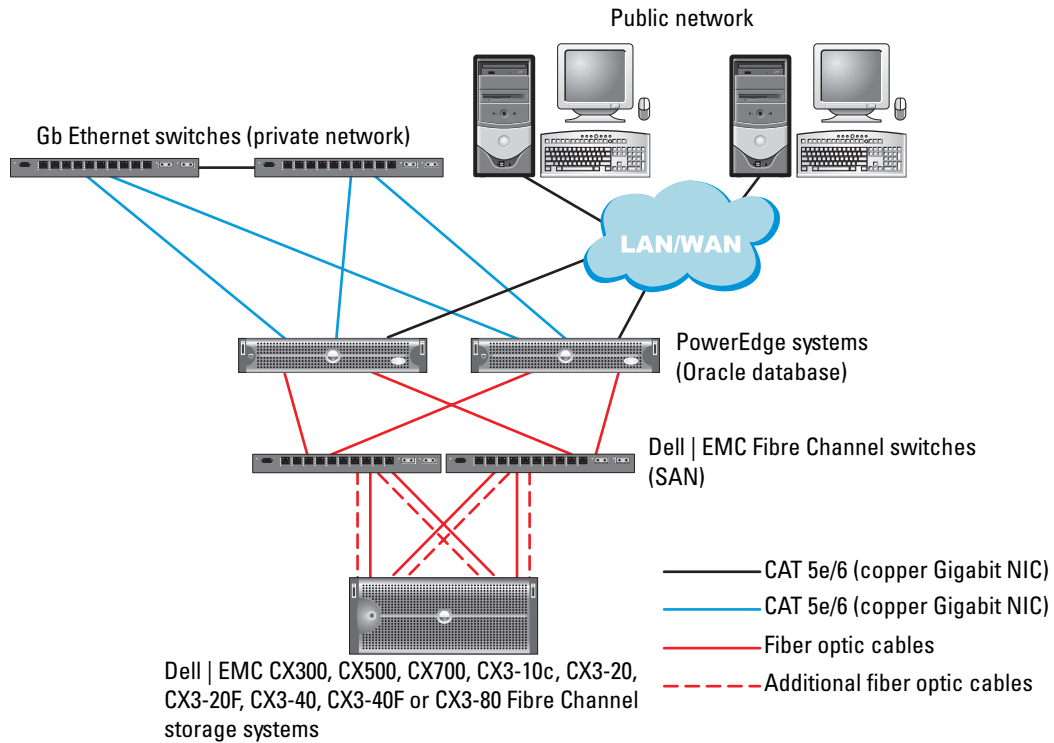 Public network
Gb Ethernet switches (private network)
LAN/WAN
PowerEdge systems
(Oracle database)
Dell | EMC Fibre Channel switches
(SAN)
CAT 5e/6 (copper Gigabit NIC)
CAT 5e/6 (copper Gigabit NIC)
Fiber optic cables
Additional fiber optic cables
Dell | EMC CX300, CX500, CX700, CX3-10c, CX3-20,
CX3-20F, CX3-40, CX3-40F or CX3-80 Fibre Channel
storage systems